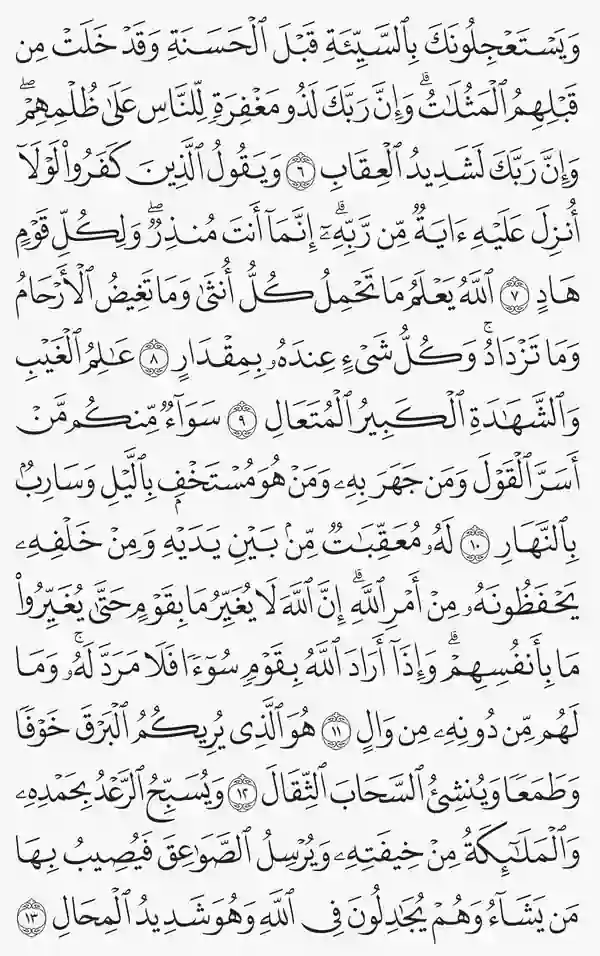 وَيَسۡتَعۡجِلُونَكَ بِٱلسَّيِّئَةِ قَبۡلَ ٱلۡحَسَنَةِ وَقَدۡ خَلَتۡ مِن
قَبۡلِهِمُ ٱلۡمَثُلَٰتُۗ وَإِنَّ رَبَّكَ لَذُو مَغۡفِرَةٖ لِّلنَّاسِ عَلَىٰ ظُلۡمِهِمۡۖ
وَإِنَّ رَبَّكَ لَشَدِيدُ ٱلۡعِقَابِ ٦ وَيَقُولُ ٱلَّذِينَ كَفَرُواْ لَوۡلَآ
أُنزِلَ عَلَيۡهِ ءَايَةٞ مِّن رَّبِّهِۦٓۗ إِنَّمَآ أَنتَ مُنذِرٞۖ وَلِكُلِّ قَوۡمٍ
هَادٍ ٧ ٱللَّهُ يَعۡلَمُ مَا تَحۡمِلُ كُلُّ أُنثَىٰ وَمَا تَغِيضُ ٱلۡأَرۡحَامُ
وَمَا تَزۡدَادُۚ وَكُلُّ شَيۡءٍ عِندَهُۥ بِمِقۡدَارٍ ٨ عَٰلِمُ ٱلۡغَيۡبِ
وَٱلشَّهَٰدَةِ ٱلۡكَبِيرُ ٱلۡمُتَعَالِ ٩ سَوَآءٞ مِّنكُم مَّنۡ
أَسَرَّ ٱلۡقَوۡلَ وَمَن جَهَرَ بِهِۦ وَمَنۡ هُوَ مُسۡتَخۡفِۭ بِٱلَّيۡلِ وَسَارِبُۢ
بِٱلنَّهَارِ ١٠ لَهُۥ مُعَقِّبَٰتٞ مِّنۢ بَيۡنِ يَدَيۡهِ وَمِنۡ خَلۡفِهِۦ
يَحۡفَظُونَهُۥ مِنۡ أَمۡرِ ٱللَّهِۗ إِنَّ ٱللَّهَ لَا يُغَيِّرُ مَا بِقَوۡمٍ حَتَّىٰ يُغَيِّرُواْ
مَا بِأَنفُسِهِمۡۗ وَإِذَآ أَرَادَ ٱللَّهُ بِقَوۡمٖ سُوٓءٗا فَلَا مَرَدَّ لَهُۥۚ وَمَا
لَهُم مِّن دُونِهِۦ مِن وَالٍ ١١ هُوَ ٱلَّذِي يُرِيكُمُ ٱلۡبَرۡقَ خَوۡفٗا
وَطَمَعٗا وَيُنشِئُ ٱلسَّحَابَ ٱلثِّقَالَ ١٢ وَيُسَبِّحُ ٱلرَّعۡدُ بِحَمۡدِهِۦ
وَٱلۡمَلَٰٓئِكَةُ مِنۡ خِيفَتِهِۦ وَيُرۡسِلُ ٱلصَّوَٰعِقَ فَيُصِيبُ بِهَا
مَن يَشَآءُ وَهُمۡ يُجَٰدِلُونَ فِي ٱللَّهِ وَهُوَ شَدِيدُ ٱلۡمِحَالِ ١٣